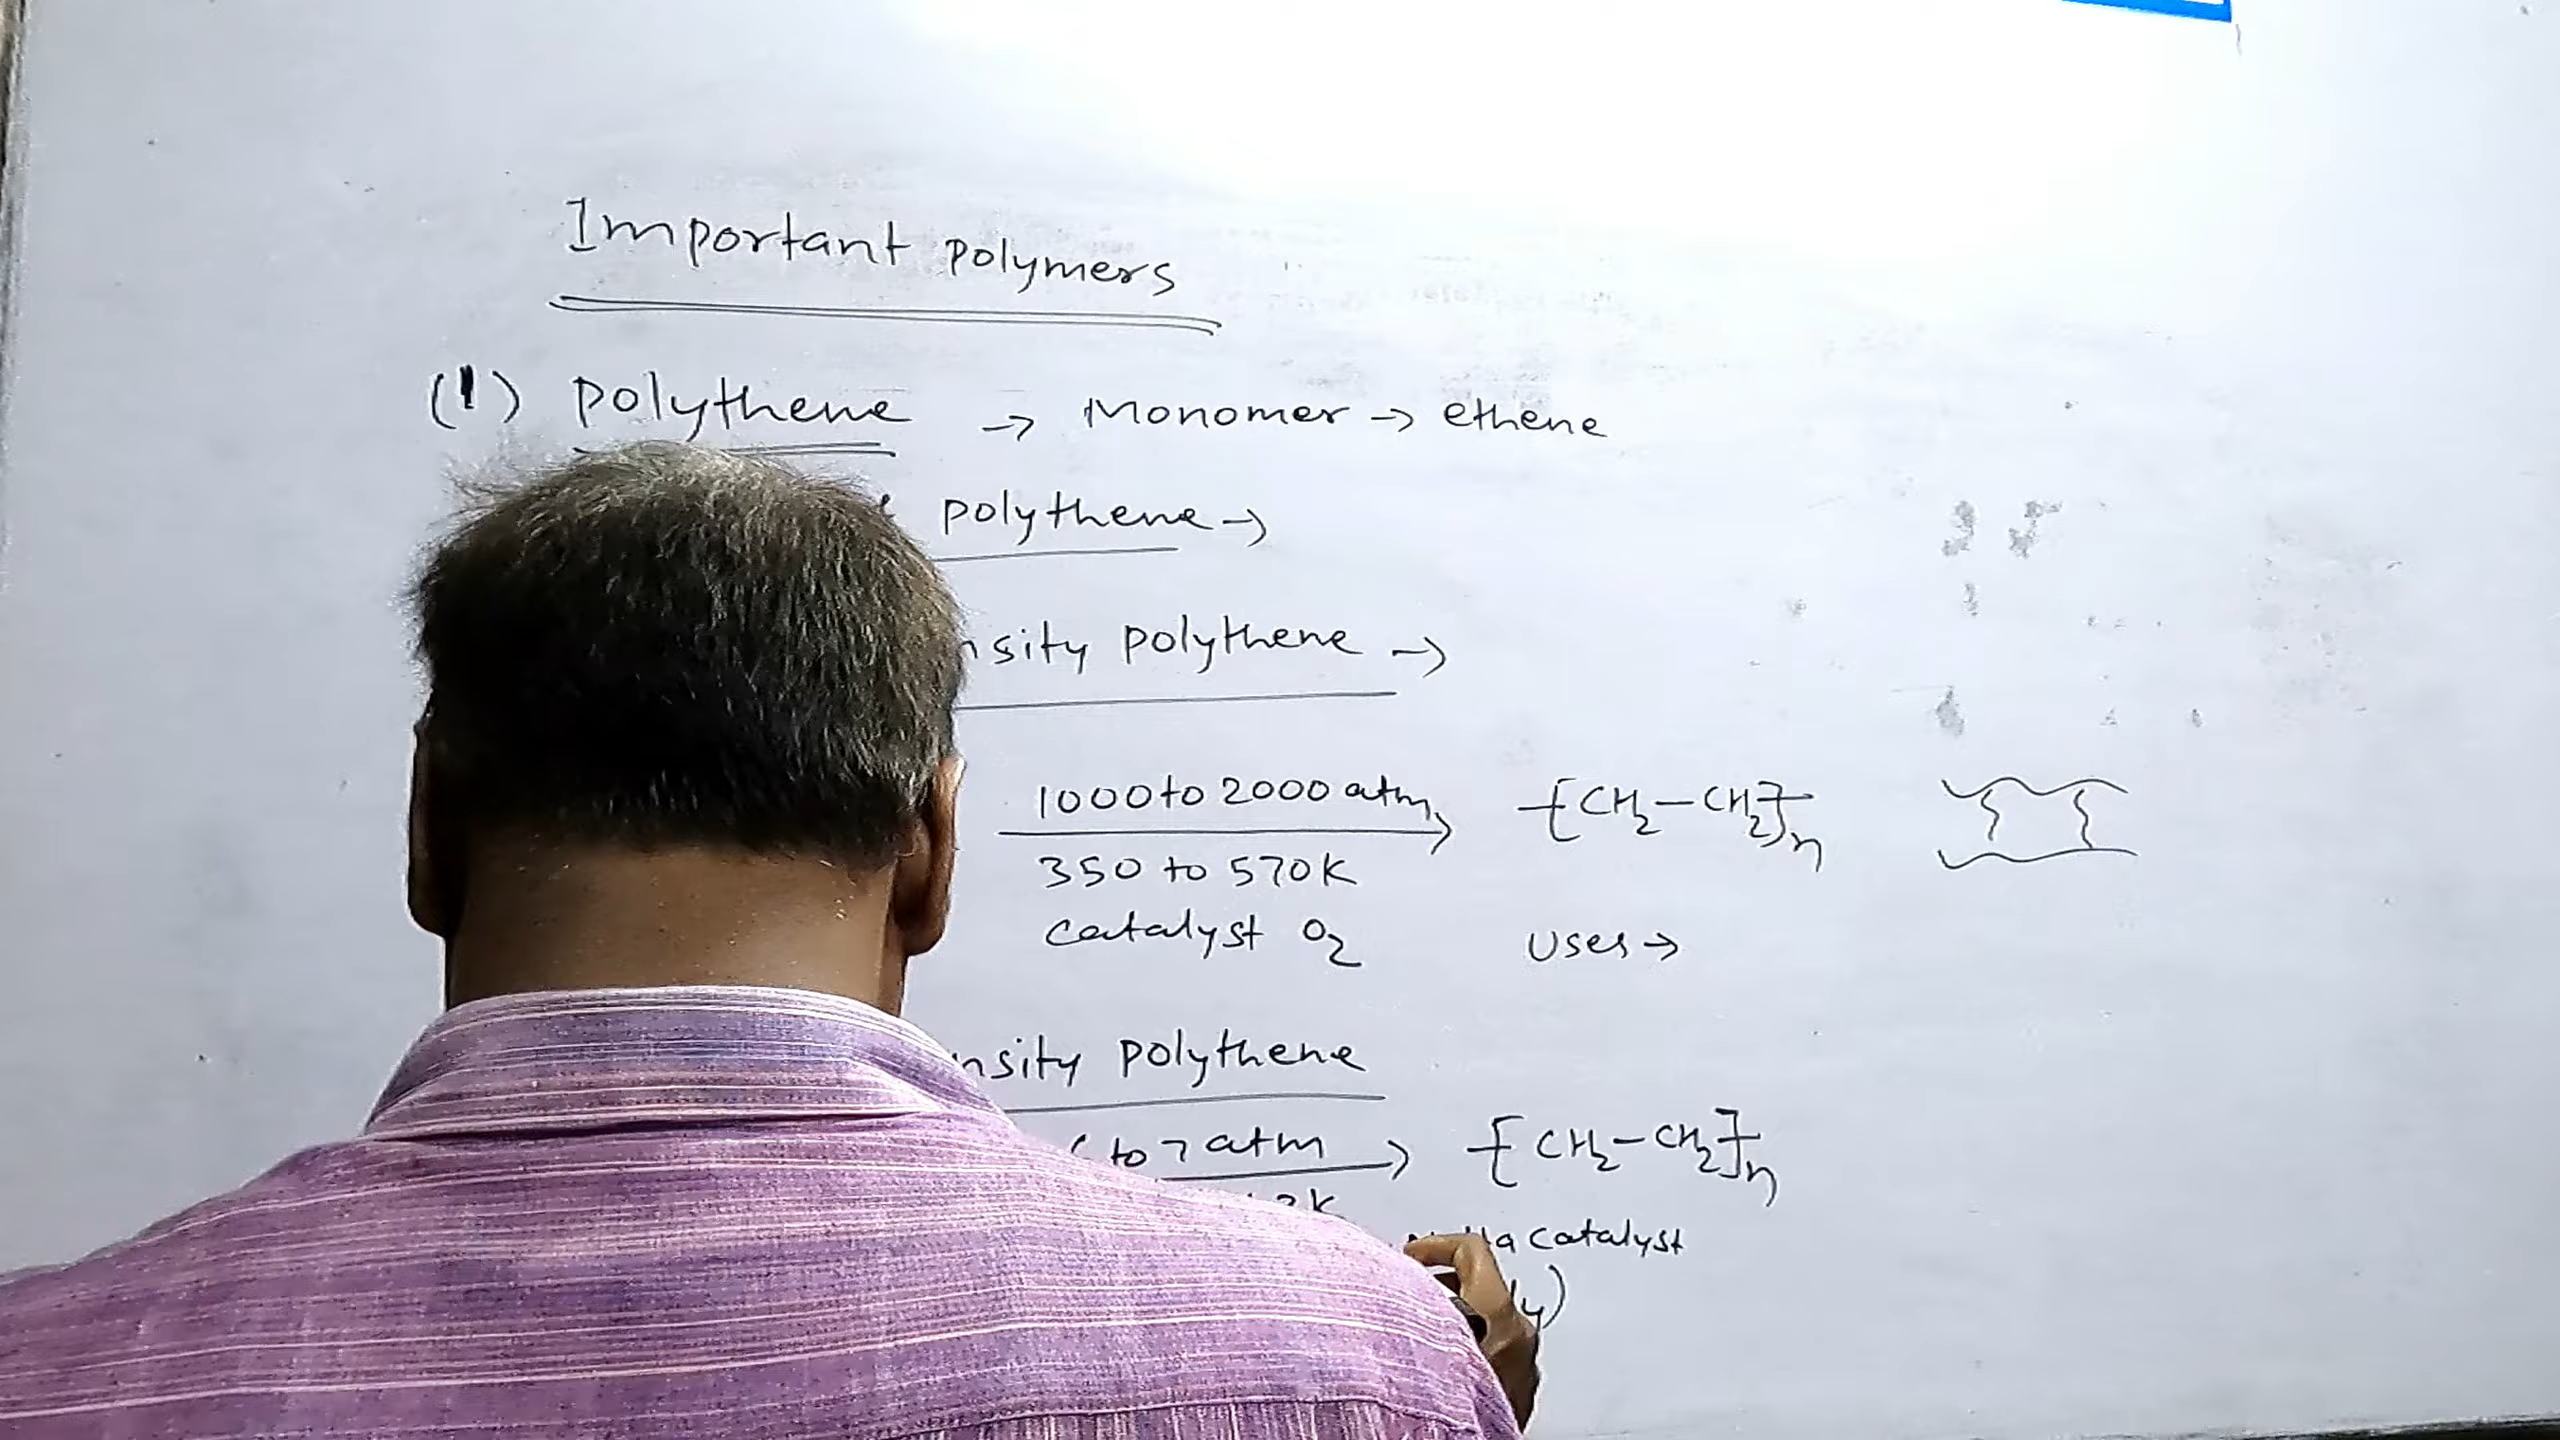 Important polymers
(1) polythene → Monomer → ethene
polythene →
nsity polythene →
1000 to 2000 atm
[CH2-CH2]n
350 to 570K
catalyst O2
Uses →
nsity polythene
to 7 atm
[CH2-CH2]n
catalyst